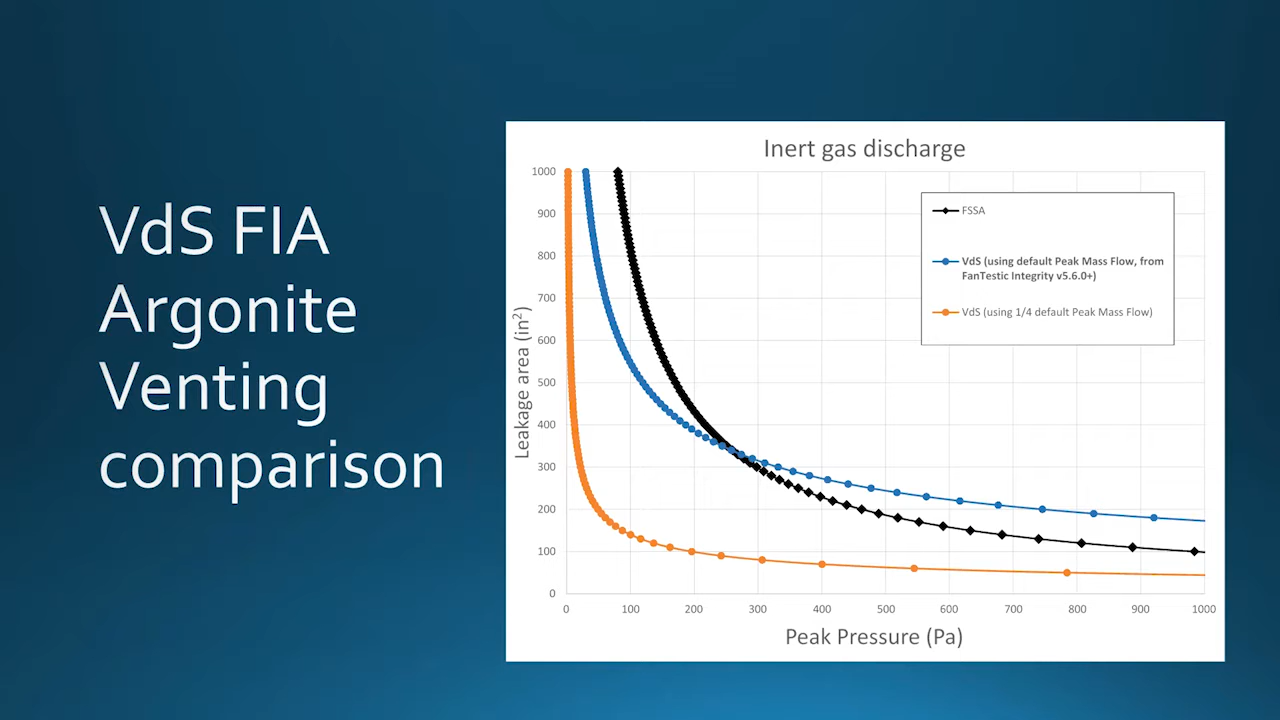 VdS FIA
Argonite
Venting
comparison
Inert gas discharge
FSSA
VdS (using default Peak Mass Flow, from
FanTestic Integrity v5.6.0+)
VdS (using 1/4 default Peak Mass Flow)
Leakage area (in²)
1000
900
800
700
600
500
400
300
200
100
0
0 100 200 300 400 500 600 700 800 900 1000
Peak Pressure (Pa)